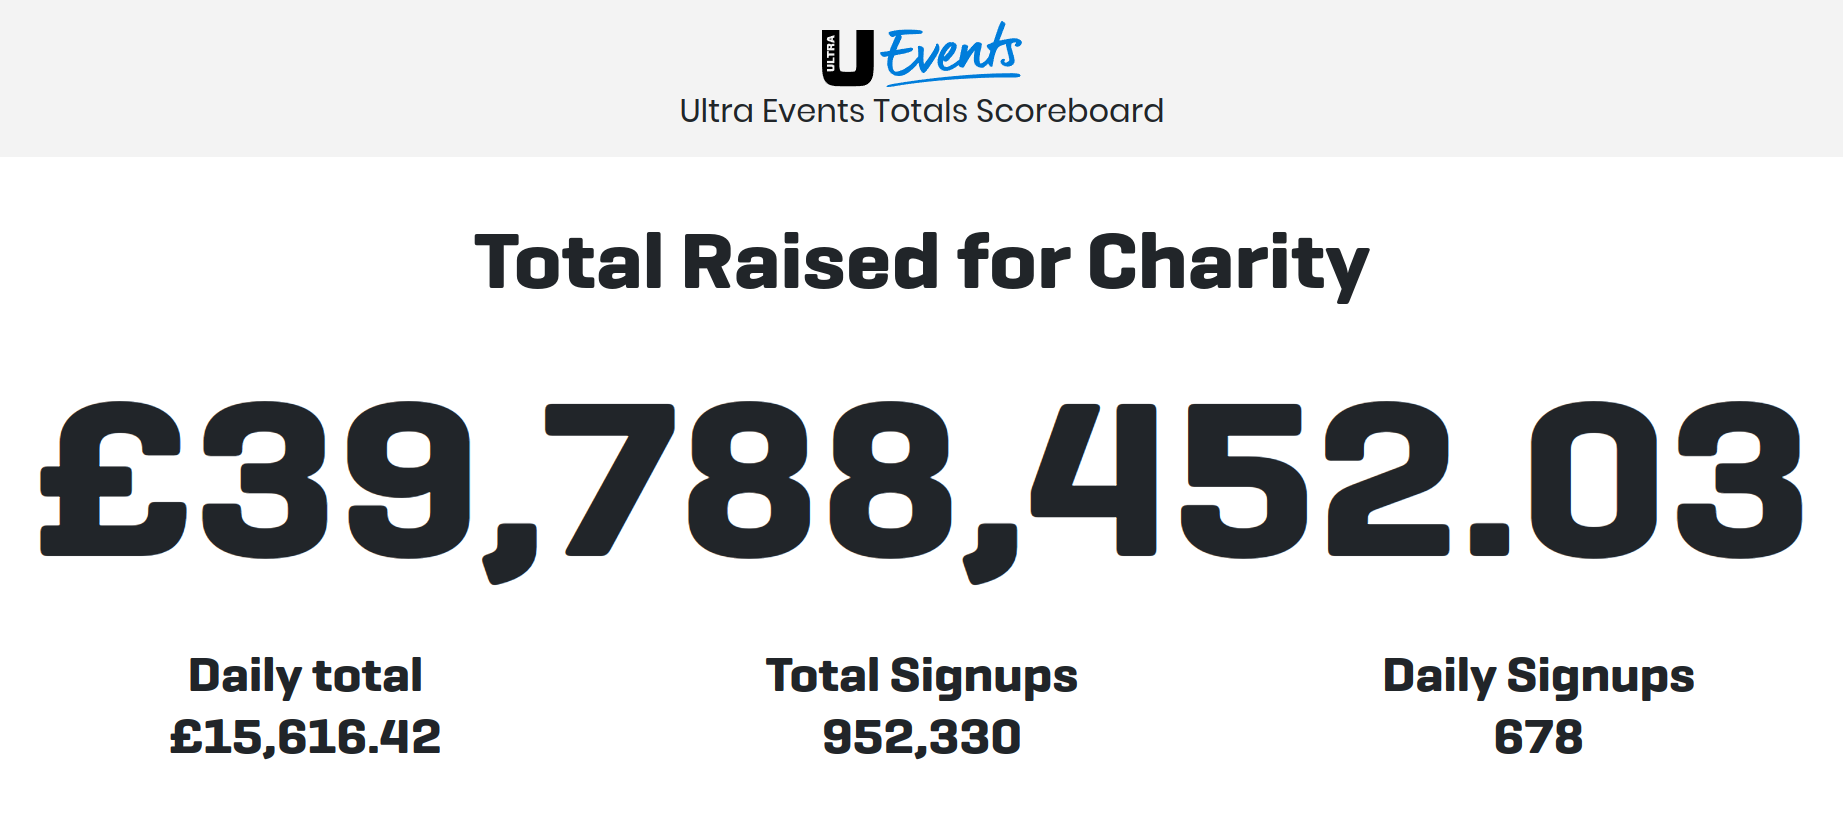 ULTRA
U Events
Ultra Events Totals Scoreboard
Total Raised for Charity
£39,788,452.03
Daily total
£15,616.42
Total Signups
952,330
Daily Signups
678